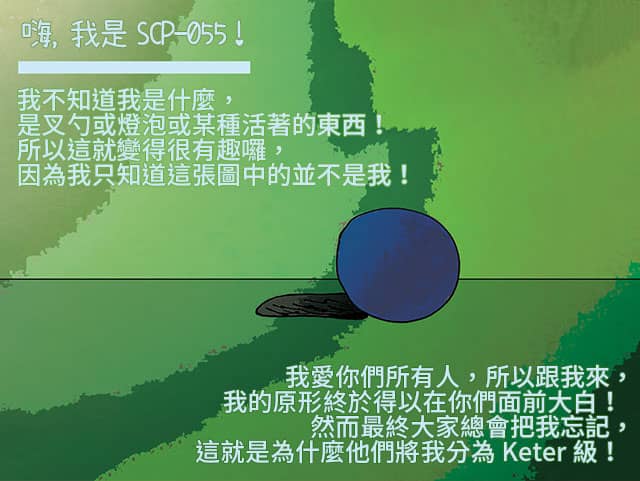 嗨, 我是 SCP-055!
我不知道我是什麼，
是叉勺或燈泡或某種活著的東西！
所以這就變得很有趣囉，
因為我只知道這張圖中的並不是我！
我愛你們所有人，所以跟我來，
我的原形終於得以在你們面前大白！
然而最終大家總會把我忘記，
這就是為什麼他們將我分為 Keter 級！